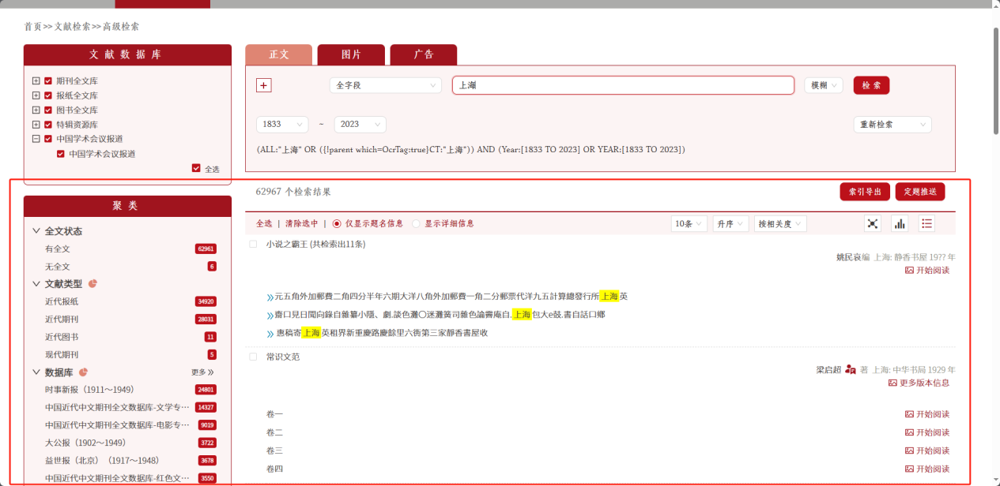 首页>>文献检索>>高级检索
文献数据库
期刊全文库
报纸全文库
图书全文库
特辑资源库
中国学术会议报道
中国学术会议报道
全选
正文
图片
广告
全字段
上海
模糊
检索
1833
~
2023
重新检索
(ALL:"上海" OR ({!parent which=OcrTag:true}CT:"上海")) AND (Year:[1833 TO 2023] OR YEAR:[1833 TO 2023])
聚类
全文状态
有全文 62961
无全文 6
文献类型
近代报纸 34920
近代期刊 28031
近代图书 11
现代期刊 5
数据库 更多
时事新报（1911～1949） 24801
中国近代中文期刊全文数据库-文学专… 14327
中国近代中文期刊全文数据库-电影专… 9019
大公报（1902～1949） 3722
益世报（北京）（1917～1948） 3678
中国近代中文期刊全文数据库-红色文… 3550
62967 个检索结果
索引导出
定题推送
全选 | 清除选中 | 仅显示题名信息 显示详细信息
10条
升序
按相关度
小说之霸王 (共检索出11条)
姚民哀编 上海: 静香书屋 19?? 年
开始阅读
»元五角外加郵費二角四分半年六期大洋八角外加郵費一角二分郵票代洋九五計算總發行所上海英
»齋口見日聞向錄自雜纂小隱、劇.談色灘〇迷灘簧司雜色論壽庵自.上海包大e鼓.書自話口鄉
» 惠稿寄上海英租界新重慶路慶餘里六衖第三家靜香書屋收
常识文范
梁启超 著 上海: 中华书局 1929 年
更多版本信息
卷一 开始阅读
卷二 开始阅读
卷三 开始阅读
卷四 开始阅读